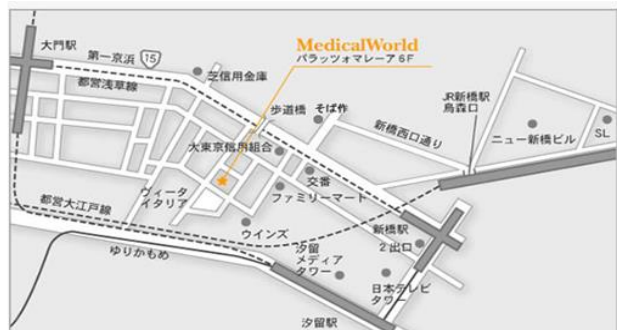 大門駅
第一京浜
15
芝信用金庫
都営浅草線
MedicalWorld
パラッツォマレーア 6F
歩道橋
そば作
大東京信用組合
新橋西口通り
JR新橋駅
烏森口
ニュー新橋ビル
SL
交番
ファミリーマート
ヴィータ
イタリア
都営大江戸線
ウインズ
ゆりかもめ
汐留
メディア
タワー
新橋駅
2出口
日本テレビ
タワー
汐留駅